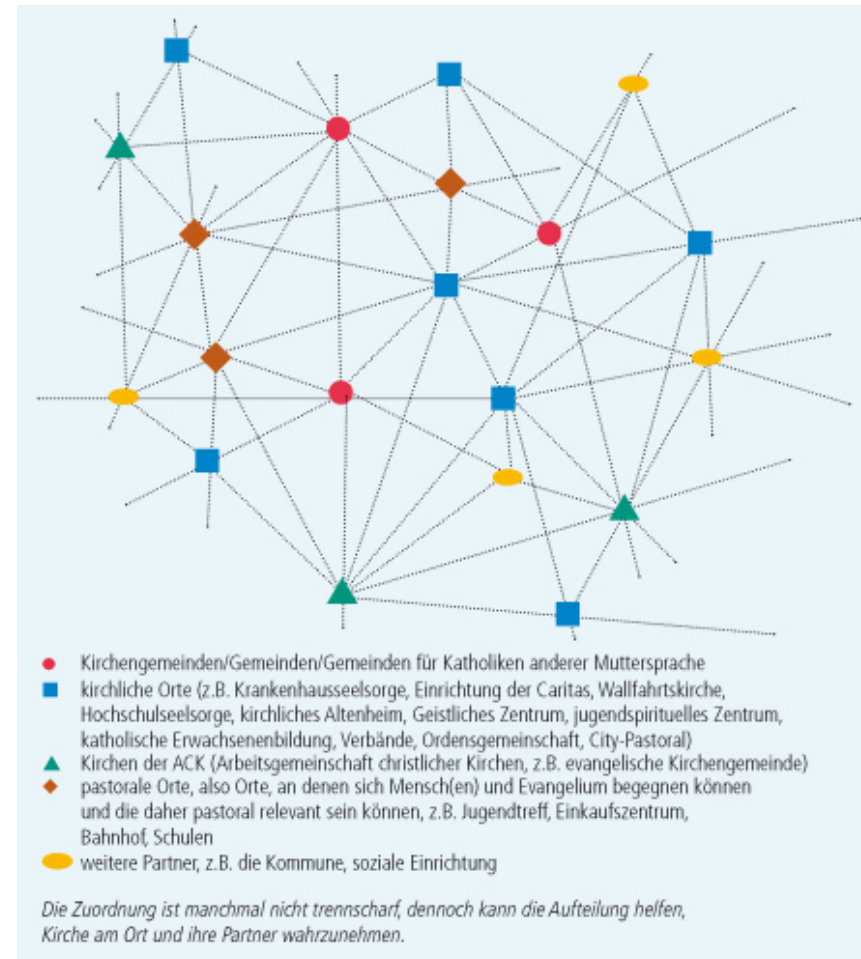 Kirchengemeinden/Gemeinden/Gemeinden für Katholiken anderer Muttersprache
kirchliche Orte (z.B. Krankenhausseelsorge, Einrichtung der Caritas, Wallfahrtskirche,
Hochschulseelsorge, kirchliches Altenheim, Geistliches Zentrum, jugendspirituelles Zentrum,
katholische Erwachsenenbildung, Verbände, Ordensgemeinschaft, City-Pastoral)
Kirchen der ACK (Arbeitsgemeinschaft christlicher Kirchen, z.B. evangelische Kirchengemeinde)
pastorale Orte, also Orte, an denen sich Mensch(en) und Evangelium begegnen können
und die daher pastoral relevant sein können, z.B. Jugendtreff, Einkaufszentrum,
Bahnhof, Schulen
weitere Partner, z.B. die Kommune, soziale Einrichtung
Die Zuordnung ist manchmal nicht trennscharf, dennoch kann die Aufteilung helfen,
Kirche am Ort und ihre Partner wahrzunehmen.